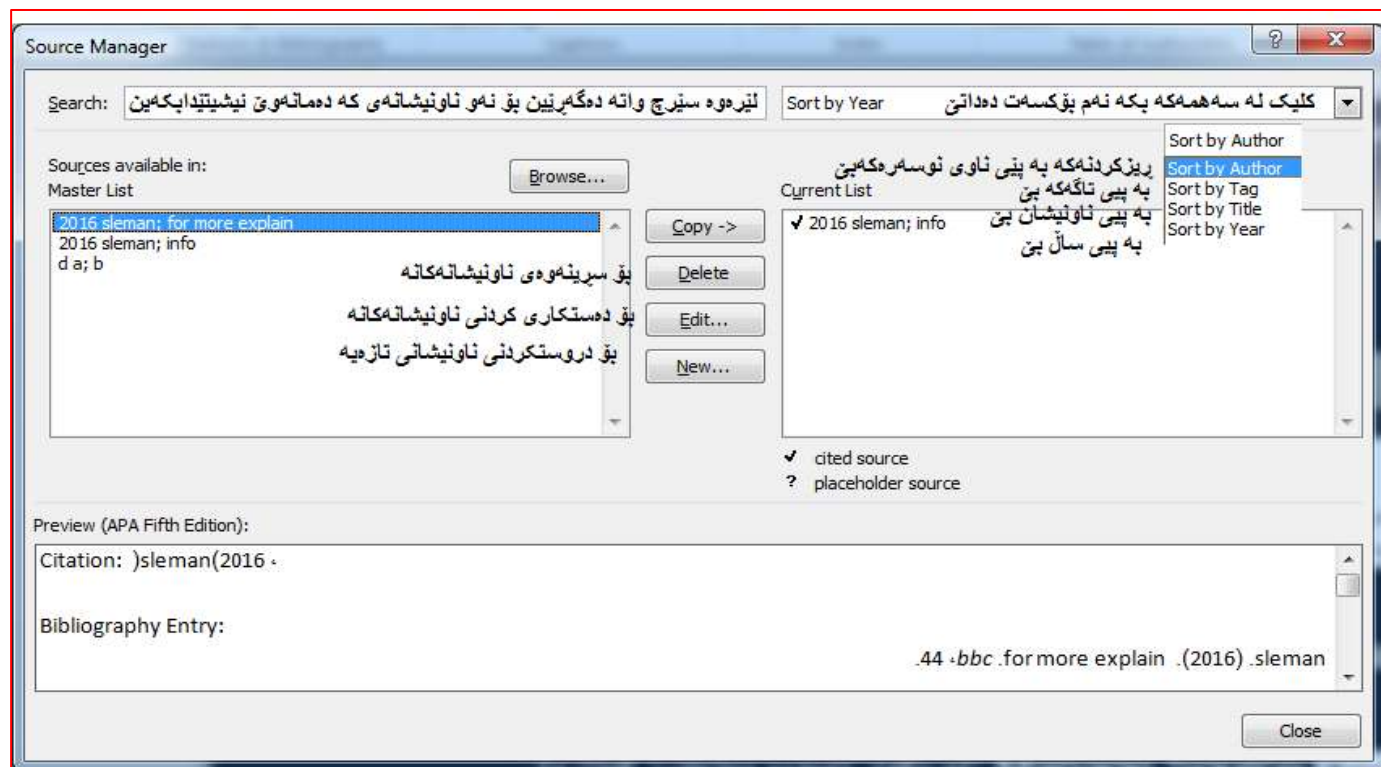 Source Manager
Search: لێرەوە سێرچ واتە دەگەرێین بۆ ئەو ناونیشانەی کە دەمانەوێ ئیشیتێدابکەین
Sort by Year کلیک لە سەهمەکە بکە ئەم بۆکسەت دەداتێ
Sort by Author
Sources available in:
Master List
Browse...
Current List
ڕیزکردنەکە بە پێی ناوی نوسەرەکەبێ Sort by Author
بە پیی تاگەکە بێ Sort by Tag
بە پیی ناونیشان بێ Sort by Title
بە پیی ساڵ بێ Sort by Year
2016 sleman; for more explain
2016 sleman; info
d a; b
Copy ->
بۆ سڕینەوەی ناونیشانەکانە Delete
بۆ دەستکاری کردنی ناونیشانەکانە Edit...
بۆ دروستکردنی ناونیشانی تازەیە New...
✔ 2016 sleman; info
✔ cited source
? placeholder source
Preview (APA Fifth Edition):
Citation: )sleman(2016 ،
Bibliography Entry:
.44 ،bbc .for more explain .(2016) .sleman
Close